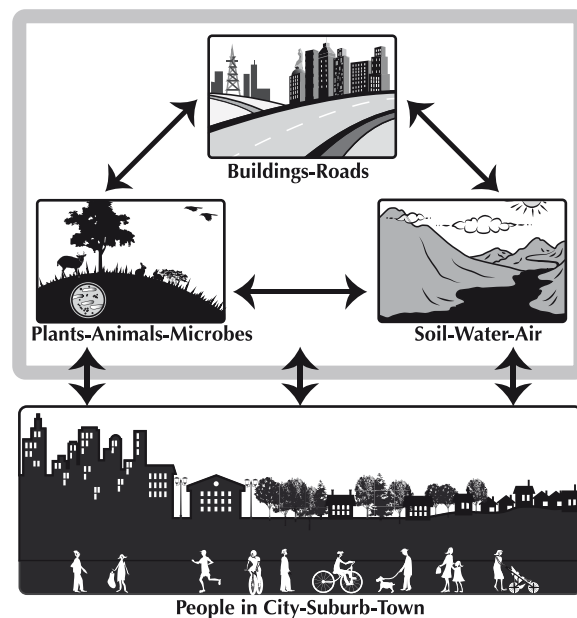 Buildings-Roads
Plants-Animals-Microbes
Soil-Water-Air
People in City-Suburb-Town